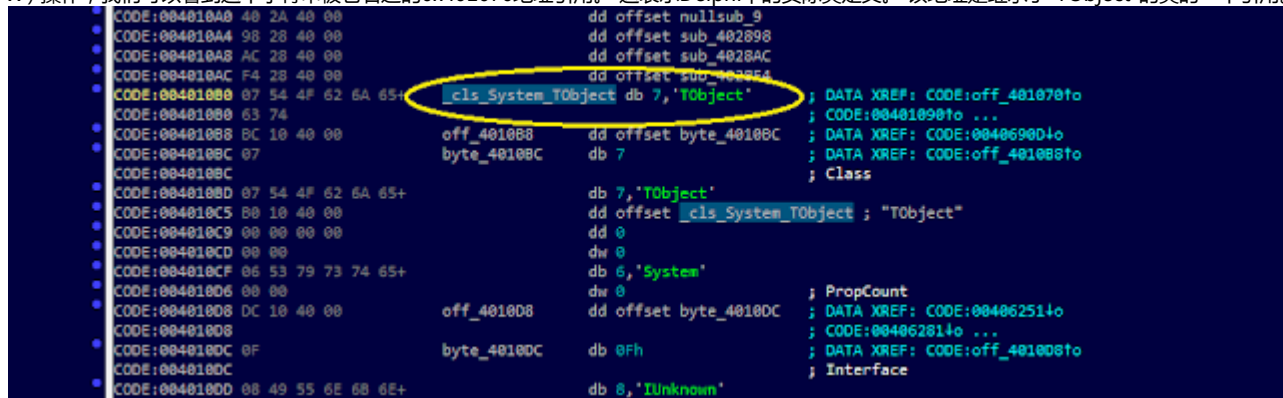 CODE:004010A0 40 2A 40 00 dd offset nullsub_9
CODE:004010A4 98 28 40 00 dd offset sub_402898
CODE:004010A8 AC 28 40 00 dd offset sub_4028AC
CODE:004010AC F4 28 40 00 dd offset sub_4028F4
CODE:004010B0 07 54 4F 62 6A 65+ _cls_System_TObject db 7,'TObject' ; DATA XREF: CODE:off_401070↑o
CODE:004010B0 63 74 ; CODE:00401090↑o ...
CODE:004010B8 BC 10 40 00 off_4010B8 dd offset byte_4010BC ; DATA XREF: CODE:0040690D↓o
CODE:004010BC 07 byte_4010BC db 7 ; DATA XREF: CODE:off_4010B8↑o
CODE:004010BC ; Class
CODE:004010BD 07 54 4F 62 6A 65+ db 7,'TObject'
CODE:004010C5 B0 10 40 00 dd offset _cls_System_TObject ; "TObject"
CODE:004010C9 00 00 00 00 dd 0
CODE:004010CD 00 00 dw 0
CODE:004010CF 06 53 79 73 74 65+ db 6,'System'
CODE:004010D6 00 00 dw 0 ; PropCount
CODE:004010D8 DC 10 40 00 off_4010D8 dd offset byte_4010DC ; DATA XREF: CODE:00406251↓o
CODE:004010D8 ; CODE:00406281↓o ...
CODE:004010DC 0F byte_4010DC db 0Fh ; DATA XREF: CODE:off_4010D8↑o
CODE:004010DC ; Interface
CODE:004010DD 08 49 55 6E 6B 6E+ db 8,'IUnknown'